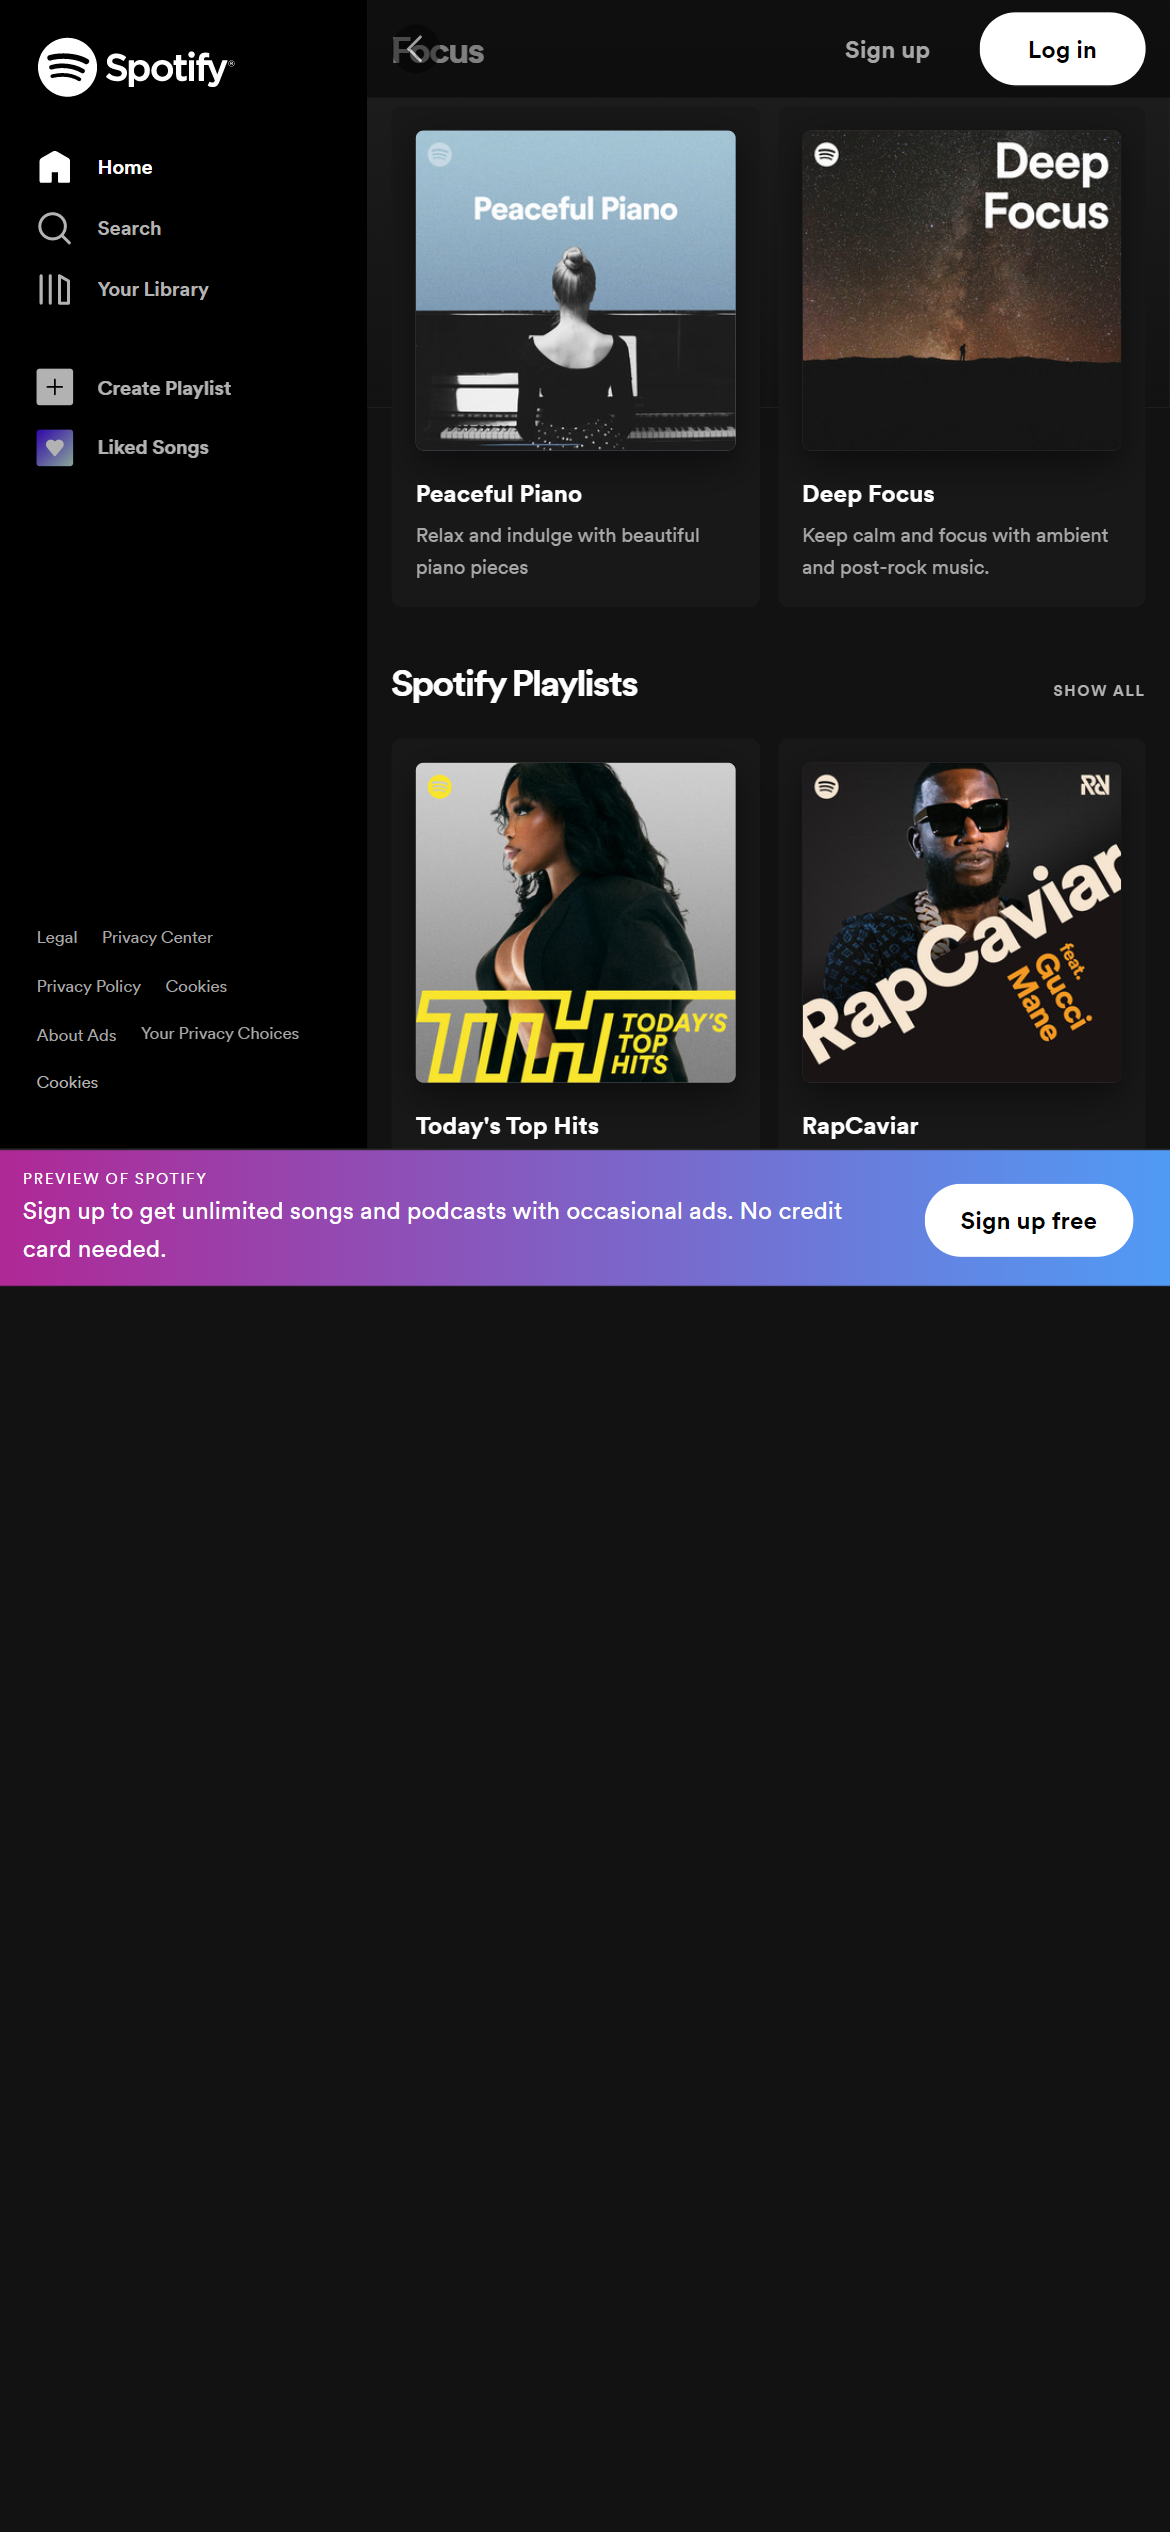 Spotify®
Home
Search
Your Library
Create Playlist
Liked Songs
Legal
Privacy Center
Privacy Policy
Cookies
About Ads
Your Privacy Choices
Cookies
Focus
Sign up
Log in
Peaceful Piano
Peaceful Piano
Relax and indulge with beautiful
piano pieces
Deep
Focus
Deep Focus
Keep calm and focus with ambient
and post-rock music.
Spotify Playlists
SHOW ALL
TTH
TODAY'S
TOP
HITS
Today's Top Hits
RapCaviar
feat.
Gucci
Mane
RapCaviar
PREVIEW OF SPOTIFY
Sign up to get unlimited songs and podcasts with occasional ads. No credit
card needed.
Sign up free